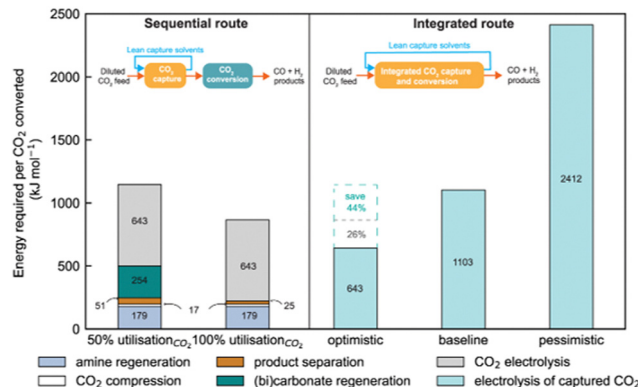 Sequential route
Integrated route
Lean capture solvents
Diluted
CO2 feed
CO2
capture
CO2
conversion
CO + H2
products
Lean capture solvents
Diluted
CO2 feed
Integrated CO2 capture
and conversion
CO + H2
products
Energy required per CO2 converted
(kJ mol⁻¹)
2500
2000
1500
1000
500
0
643
254
51
179
17
643
25
179
save
44%
26%
643
1103
2412
50% utilisationCO2
100% utilisationCO2
optimistic
baseline
pessimistic
amine regeneration
product separation
CO2 electrolysis
CO2 compression
(bi)carbonate regeneration
electrolysis of captured CO2